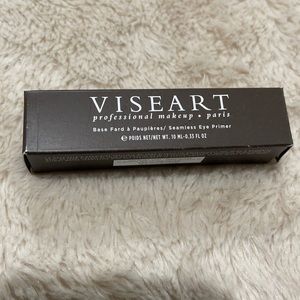 VISEART
professional makeup • paris
Base Fard à Paupières/ Seamless Eye Primer
℮ POIDS NET/NET WT. 10 ML-0.33 FL OZ